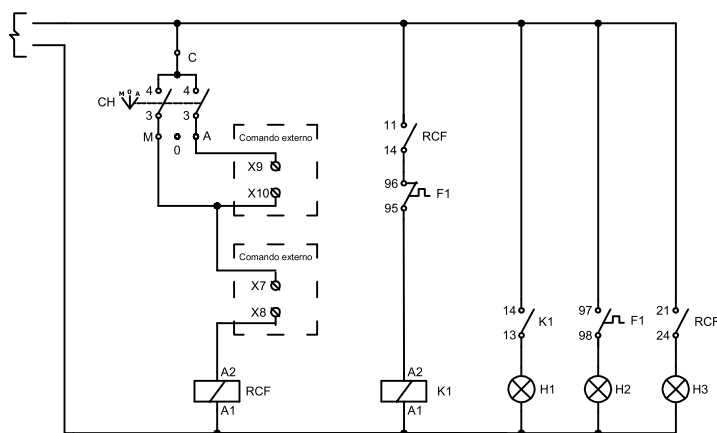 C
M 0 A
CH
4 4
3 3
M 0 A
Comando externo
X9
X10
Comando externo
X7
X8
A2
RCF
A1
11
RCF
14
96
F1
95
A2
K1
A1
14
K1
13
H1
97
F1
98
H2
21
RCF
24
H3